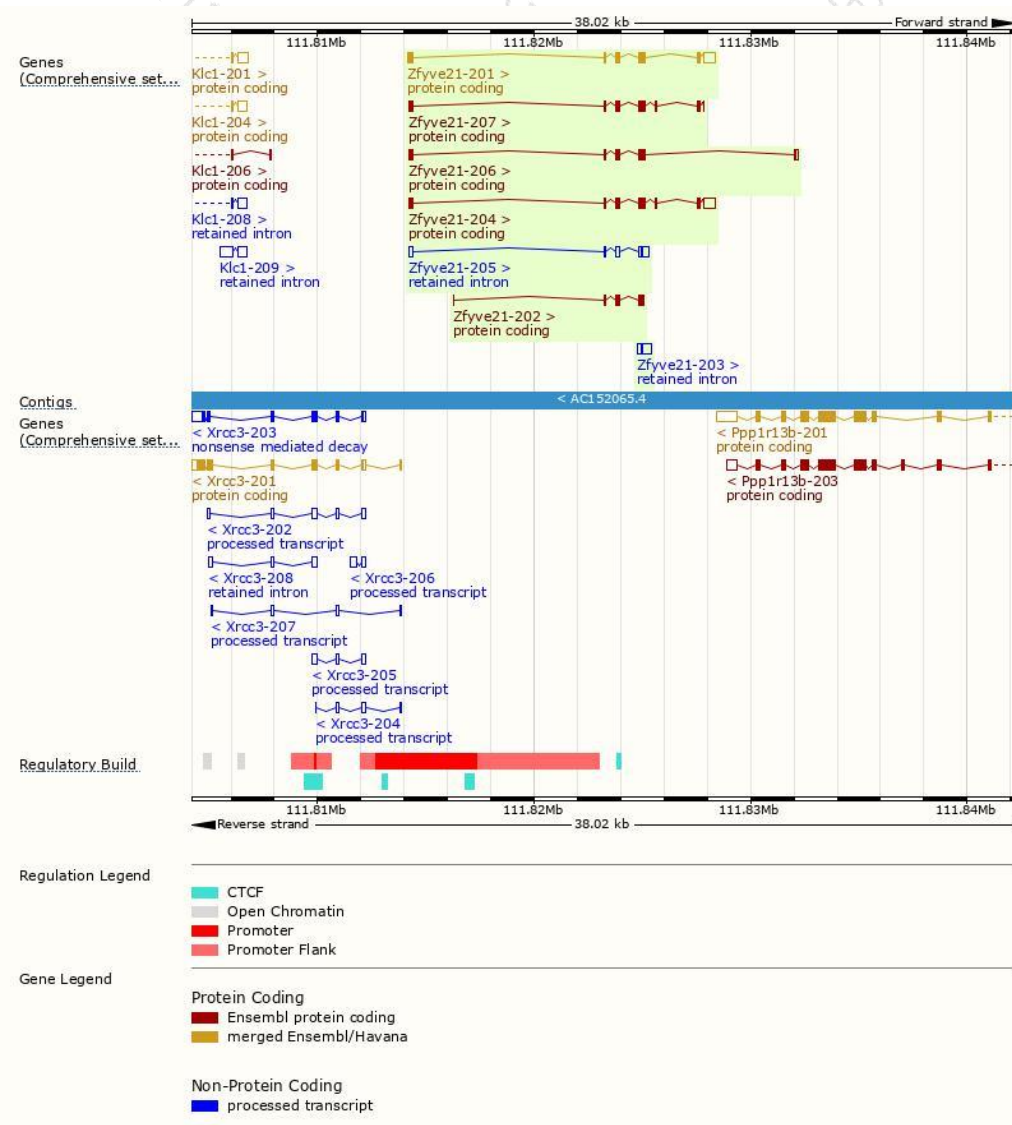 38.02 kb Forward strand
111.81Mb 111.82Mb 111.83Mb 111.84Mb
Genes
(Comprehensive set...
Klc1-201 > Zfyve21-201 >
protein coding protein coding
Klc1-204 > Zfyve21-207 >
protein coding protein coding
Klc1-206 > Zfyve21-206 >
protein coding protein coding
Klc1-208 > Zfyve21-204 >
retained intron protein coding
Klc1-209 > Zfyve21-205 >
retained intron retained intron
Zfyve21-202 >
protein coding
Zfyve21-203 >
retained intron
Contigs < AC152065.4
Genes
(Comprehensive set...
< Xrcc3-203 < Ppp1r13b-201
nonsense mediated decay protein coding
< Xrcc3-201 < Ppp1r13b-203
protein coding protein coding
< Xrcc3-202
processed transcript
< Xrcc3-208 < Xrcc3-206
retained intron processed transcript
< Xrcc3-207
processed transcript
< Xrcc3-205
processed transcript
< Xrcc3-204
processed transcript
Regulatory Build
111.81Mb 111.82Mb 111.83Mb 111.84Mb
Reverse strand 38.02 kb
Regulation Legend
CTCF
Open Chromatin
Promoter
Promoter Flank
Gene Legend
Protein Coding
Ensembl protein coding
merged Ensembl/Havana
Non-Protein Coding
processed transcript